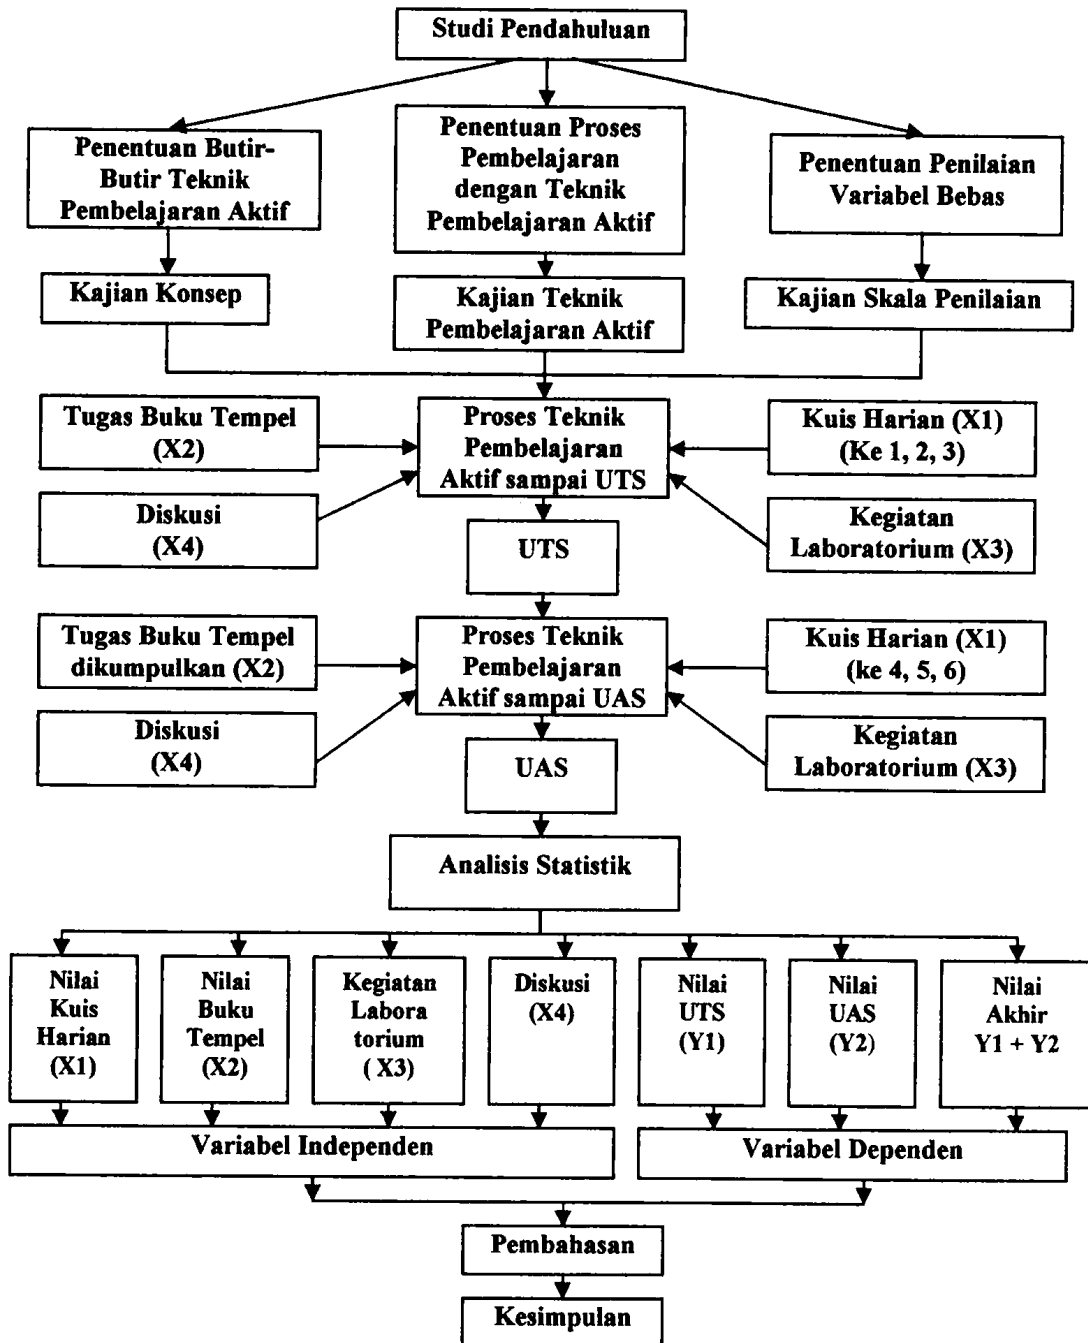 Studi Pendahuluan
Penentuan Butir-
Butir Teknik
Pembelajaran Aktif
Penentuan Proses
Pembelajaran
dengan Teknik
Pembelajaran Aktif
Penentuan Penilaian
Variabel Bebas
Kajian Konsep
Kajian Teknik
Pembelajaran Aktif
Kajian Skala Penilaian
Tugas Buku Tempel
(X2)
Proses Teknik
Pembelajaran
Aktif sampai UTS
Kuis Harian (X1)
(Ke 1, 2, 3)
Diskusi
(X4)
Kegiatan
Laboratorium (X3)
UTS
Tugas Buku Tempel
dikumpulkan (X2)
Proses Teknik
Pembelajaran
Aktif sampai UAS
Kuis Harian (X1)
(ke 4, 5, 6)
Diskusi
(X4)
Kegiatan
Laboratorium (X3)
UAS
Analisis Statistik
Nilai
Kuis
Harian
(X1)
Nilai
Buku
Tempel
(X2)
Kegiatan
Labora
torium
( X3)
Diskusi
(X4)
Nilai
UTS
(Y1)
Nilai
UAS
(Y2)
Nilai
Akhir
Y1 + Y2
Variabel Independen
Variabel Dependen
Pembahasan
Kesimpulan